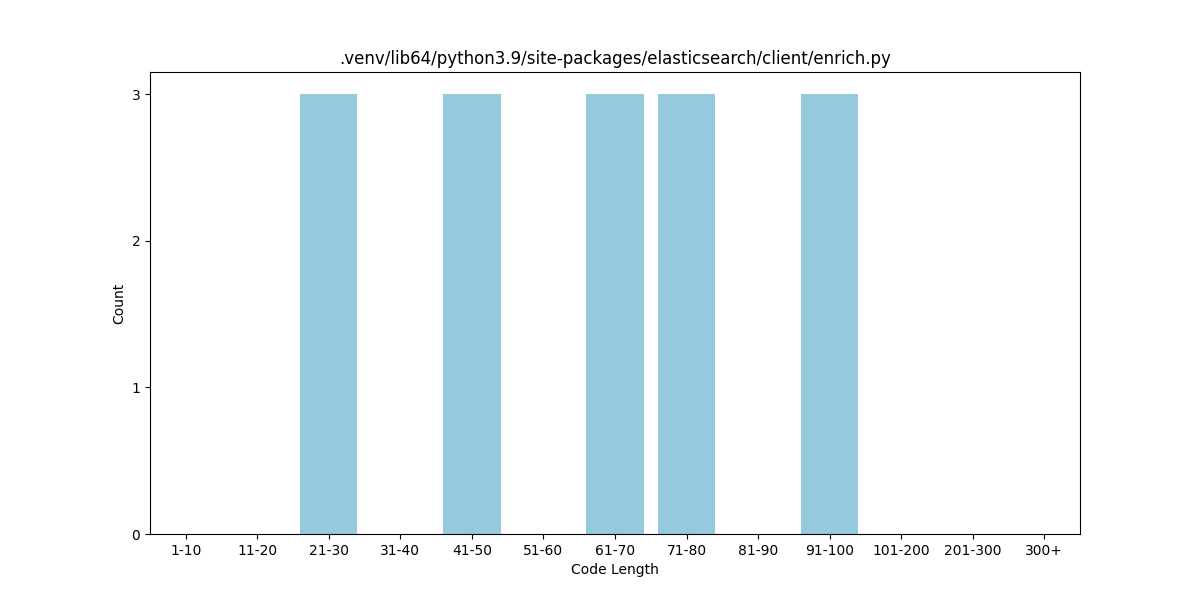 .venv/lib64/python3.9/site-packages/elasticsearch/client/enrich.py
3
2
1
0
Count
1-10 11-20 21-30 31-40 41-50 51-60 61-70 71-80 81-90 91-100 101-200 201-300 300+
Code Length